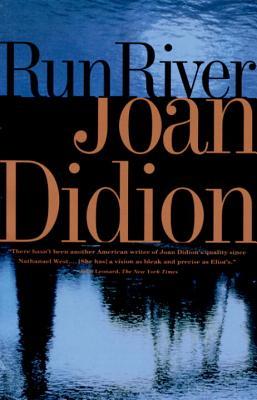 Run River
Joan
Didion
"There hasn't been another American writer of Joan Didion's quality since
Nathanael West.... [She has] a vision as bleak and precise as Eliot's."
—John Leonard, The New York Times